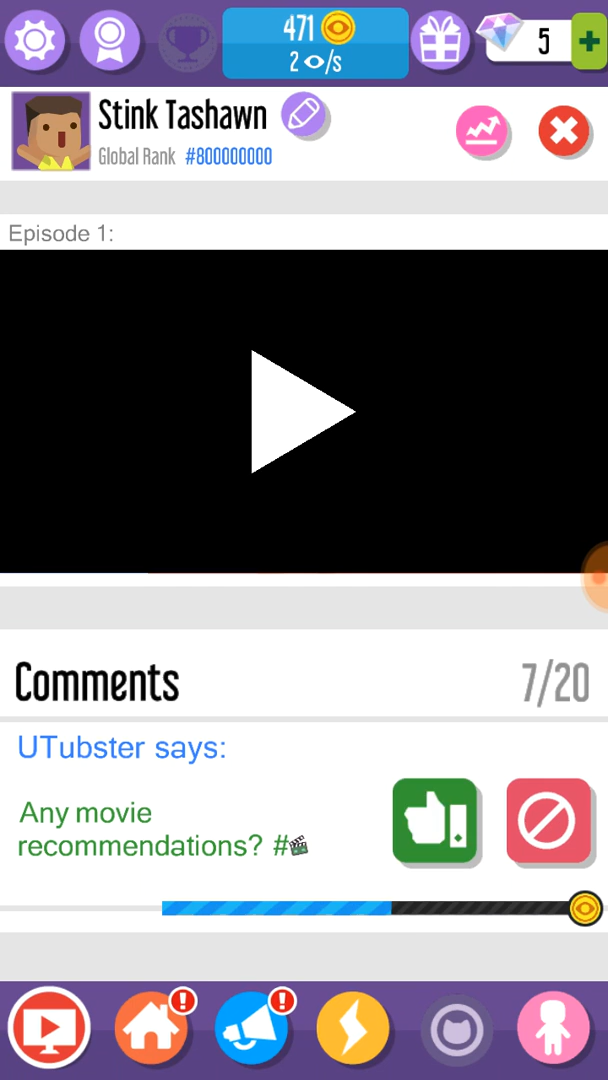 471
2 /s
5
Stink Tashawn
Global Rank #800000000
Episode 1:
Comments 7/20
UTubster says:
Any movie
recommendations? #🎬